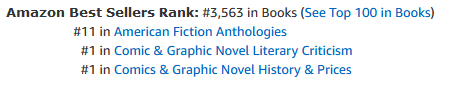 Amazon Best Sellers Rank: #3,563 in Books (See Top 100 in Books)
#11 in American Fiction Anthologies
#1 in Comic & Graphic Novel Literary Criticism
#1 in Comics & Graphic Novel History & Prices